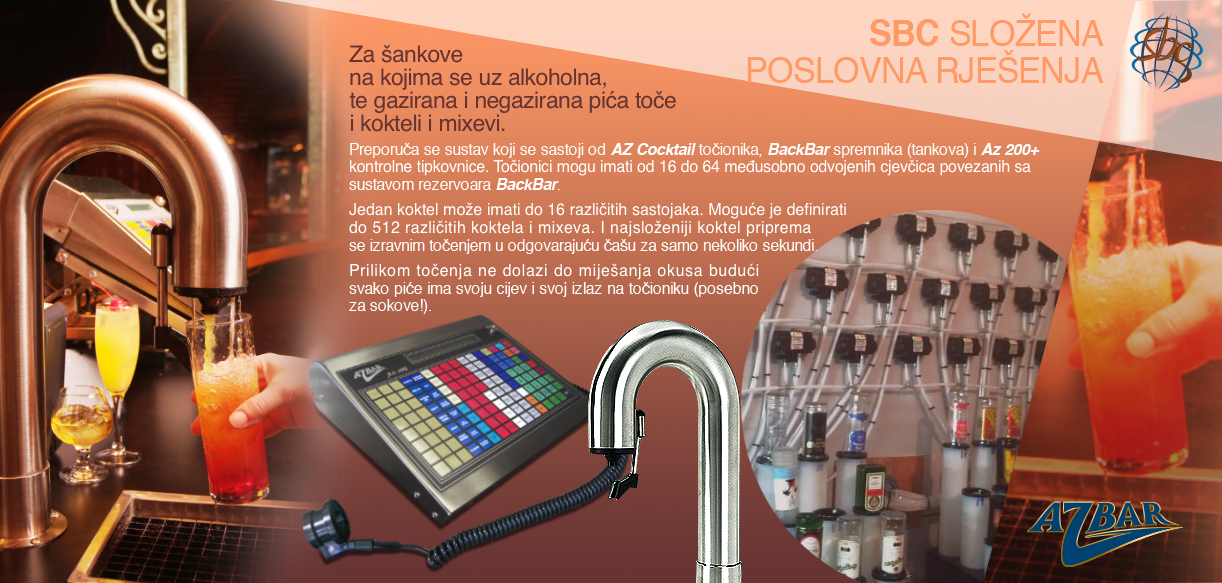 SBC SLOŽENA
POSLOVNA RJEŠENJA
sbc
Za šankove
na kojima se uz alkoholna,
te gazirana i negazirana pića toče
i kokteli i mixevi.
Preporuča se sustav koji se sastoji od AZ Cocktail točionika, BackBar spremnika (tankova) i Az 200+
kontrolne tipkovnice. Točionici mogu imati od 16 do 64 međusobno odvojenih cjevčica povezanih sa
sustavom rezervoara BackBar.
Jedan koktel može imati do 16 različitih sastojaka. Moguće je definirati
do 512 različitih koktela i mixeva. I najsloženiji koktel priprema
se izravnim točenjem u odgovarajuću čašu za samo nekoliko sekundi.
Prilikom točenja ne dolazi do miješanja okusa budući
svako piće ima svoju cijev i svoj izlaz na točioniku (posebno
za sokove!).
AZBAR
AZBAR